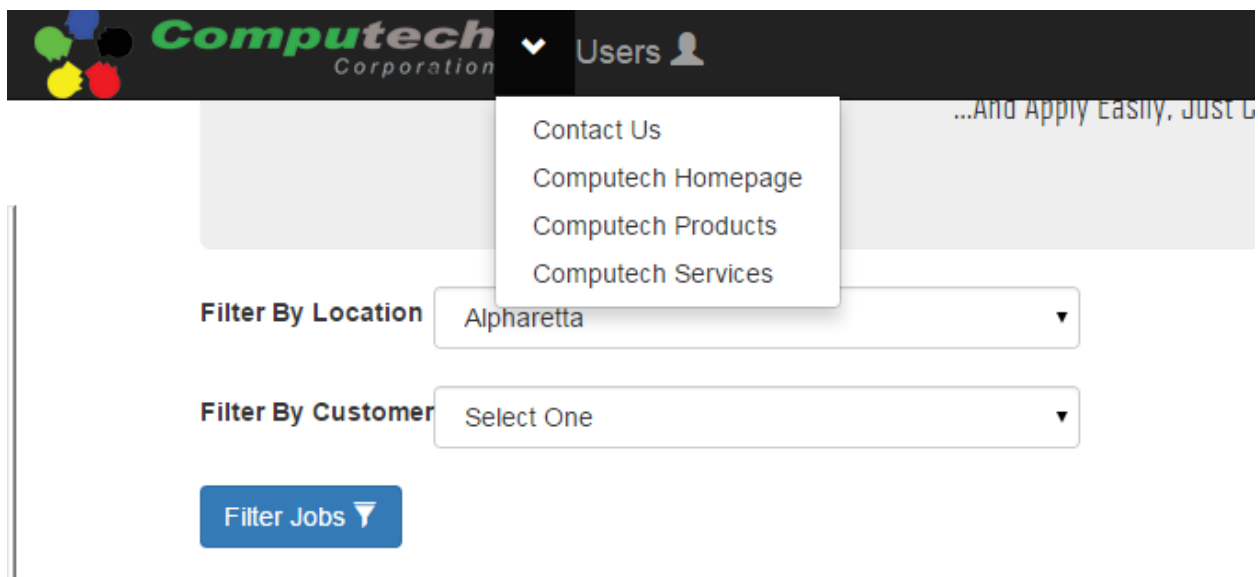 Computech
Corporation
Users
...And Apply Easily, Just
Contact Us
Computech Homepage
Computech Products
Computech Services
Filter By Location
Alpharetta
Filter By Customer
Select One
Filter Jobs